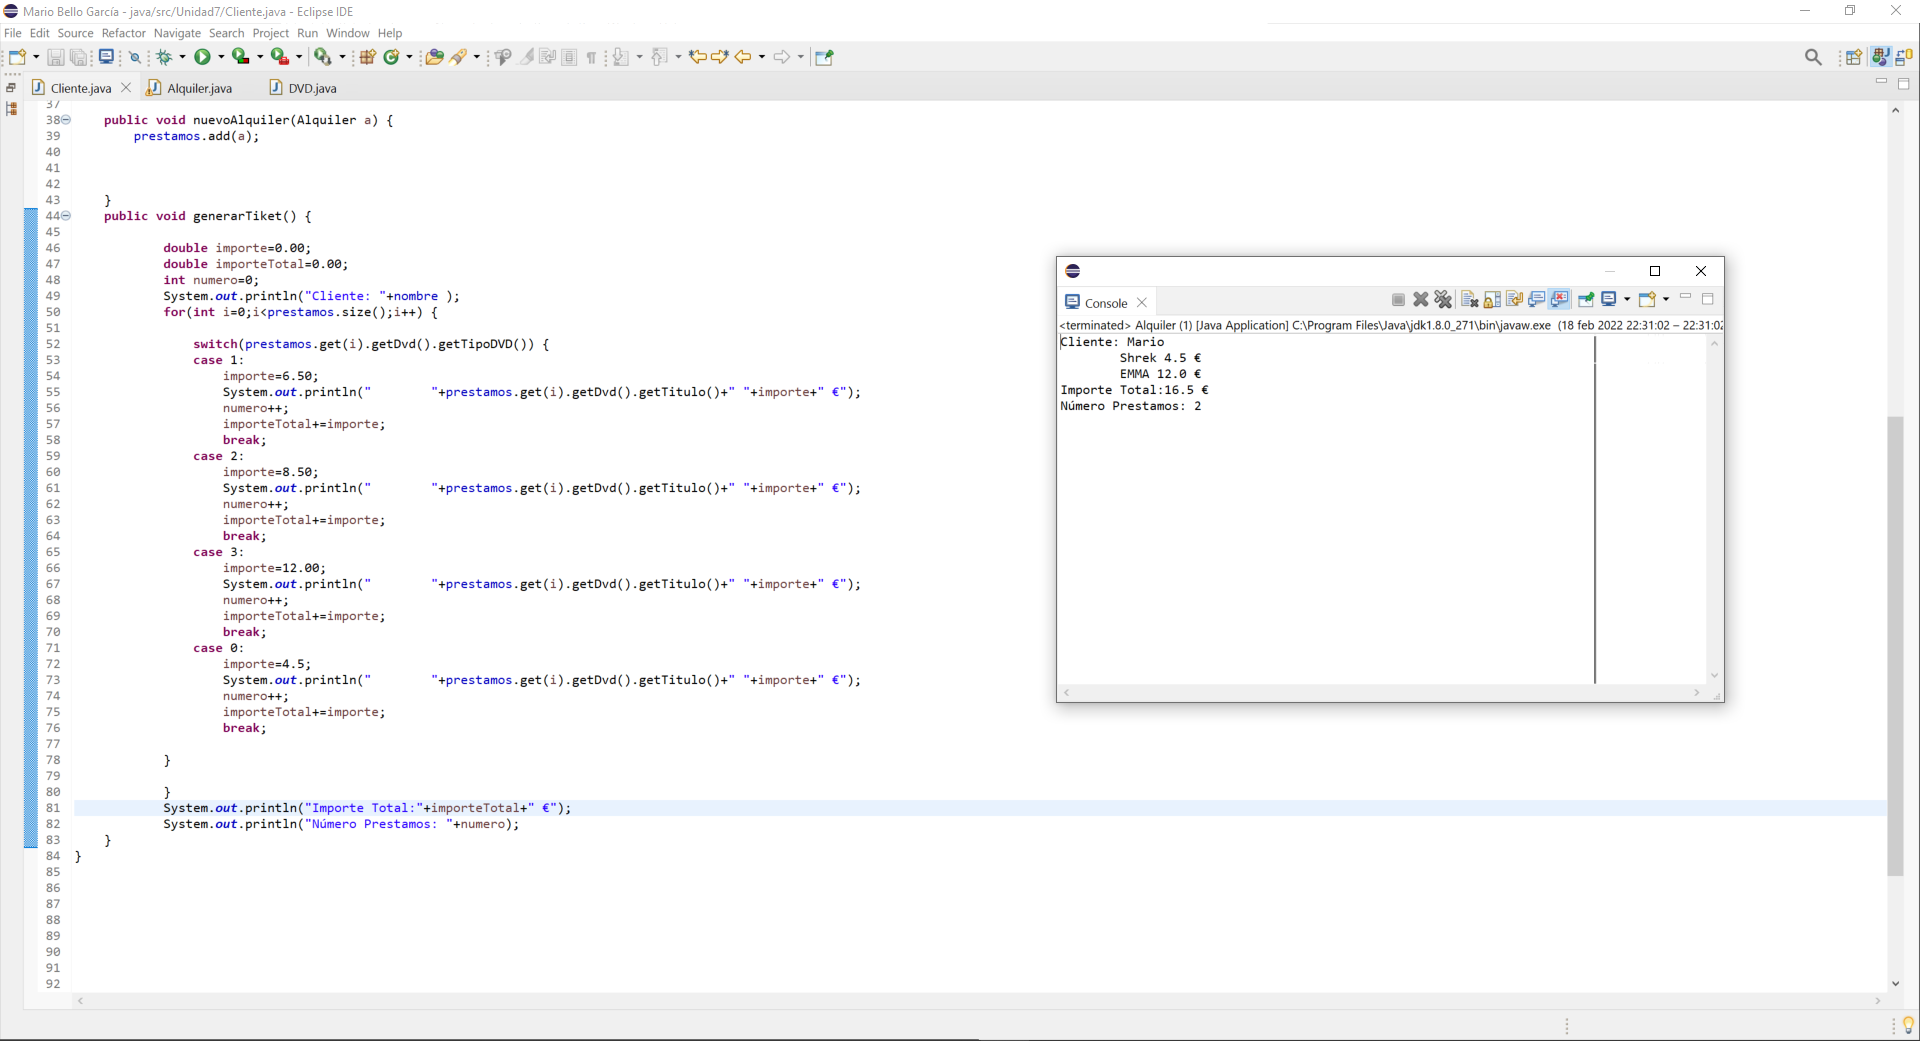 Mario Bello García - java/src/Unidad7/Cliente.java - Eclipse IDE
File Edit Source Refactor Navigate Search Project Run Window Help
Cliente.java Alquiler.java DVD.java
37
38 public void nuevoAlquiler(Alquiler a) {
39 prestamos.add(a);
40
41
42
43 }
44 public void generarTiket() {
45
46 double importe=0.00;
47 double importeTotal=0.00;
48 int numero=0;
49 System.out.println("Cliente: "+nombre );
50 for(int i=0;i<prestamos.size();i++) {
51
52 switch(prestamos.get(i).getDvd().getTipoDVD()) {
53 case 1:
54 importe=6.50;
55 System.out.println("        "+prestamos.get(i).getDvd().getTitulo()+" "+importe+" €");
56 numero++;
57 importeTotal+=importe;
58 break;
59 case 2:
60 importe=8.50;
61 System.out.println("        "+prestamos.get(i).getDvd().getTitulo()+" "+importe+" €");
62 numero++;
63 importeTotal+=importe;
64 break;
65 case 3:
66 importe=12.00;
67 System.out.println("        "+prestamos.get(i).getDvd().getTitulo()+" "+importe+" €");
68 numero++;
69 importeTotal+=importe;
70 break;
71 case 0:
72 importe=4.5;
73 System.out.println("        "+prestamos.get(i).getDvd().getTitulo()+" "+importe+" €");
74 numero++;
75 importeTotal+=importe;
76 break;
77
78 }
79
80 }
81 System.out.println("Importe Total:"+importeTotal+" €");
82 System.out.println("Número Prestamos: "+numero);
83 }
84 }
85
86
87
88
89
90
91
92
Console
<terminated> Alquiler (1) [Java Application] C:\Program Files\Java\jdk1.8.0_271\bin\javaw.exe (18 feb 2022 22:31:02 – 22:31:02
Cliente: Mario
Shrek 4.5 €
EMMA 12.0 €
Importe Total:16.5 €
Número Prestamos: 2